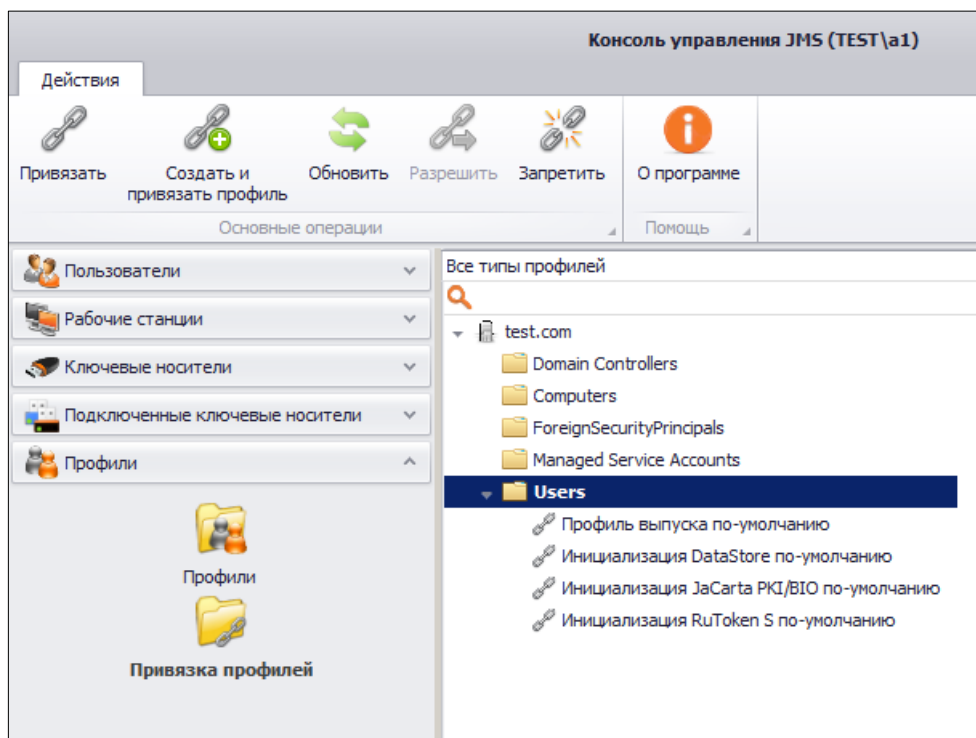 Консоль управления JMS (TEST\a1)
Действия
Привязать
Создать и
привязать профиль
Обновить
Разрешить
Запретить
О программе
Основные операции
Помощь
Пользователи
Рабочие станции
Ключевые носители
Подключенные ключевые носители
Профили
Профили
Привязка профилей
Все типы профилей
test.com
Domain Controllers
Computers
ForeignSecurityPrincipals
Managed Service Accounts
Users
Профиль выпуска по-умолчанию
Инициализация DataStore по-умолчанию
Инициализация JaCarta PKI/BIO по-умолчанию
Инициализация RuToken S по-умолчанию